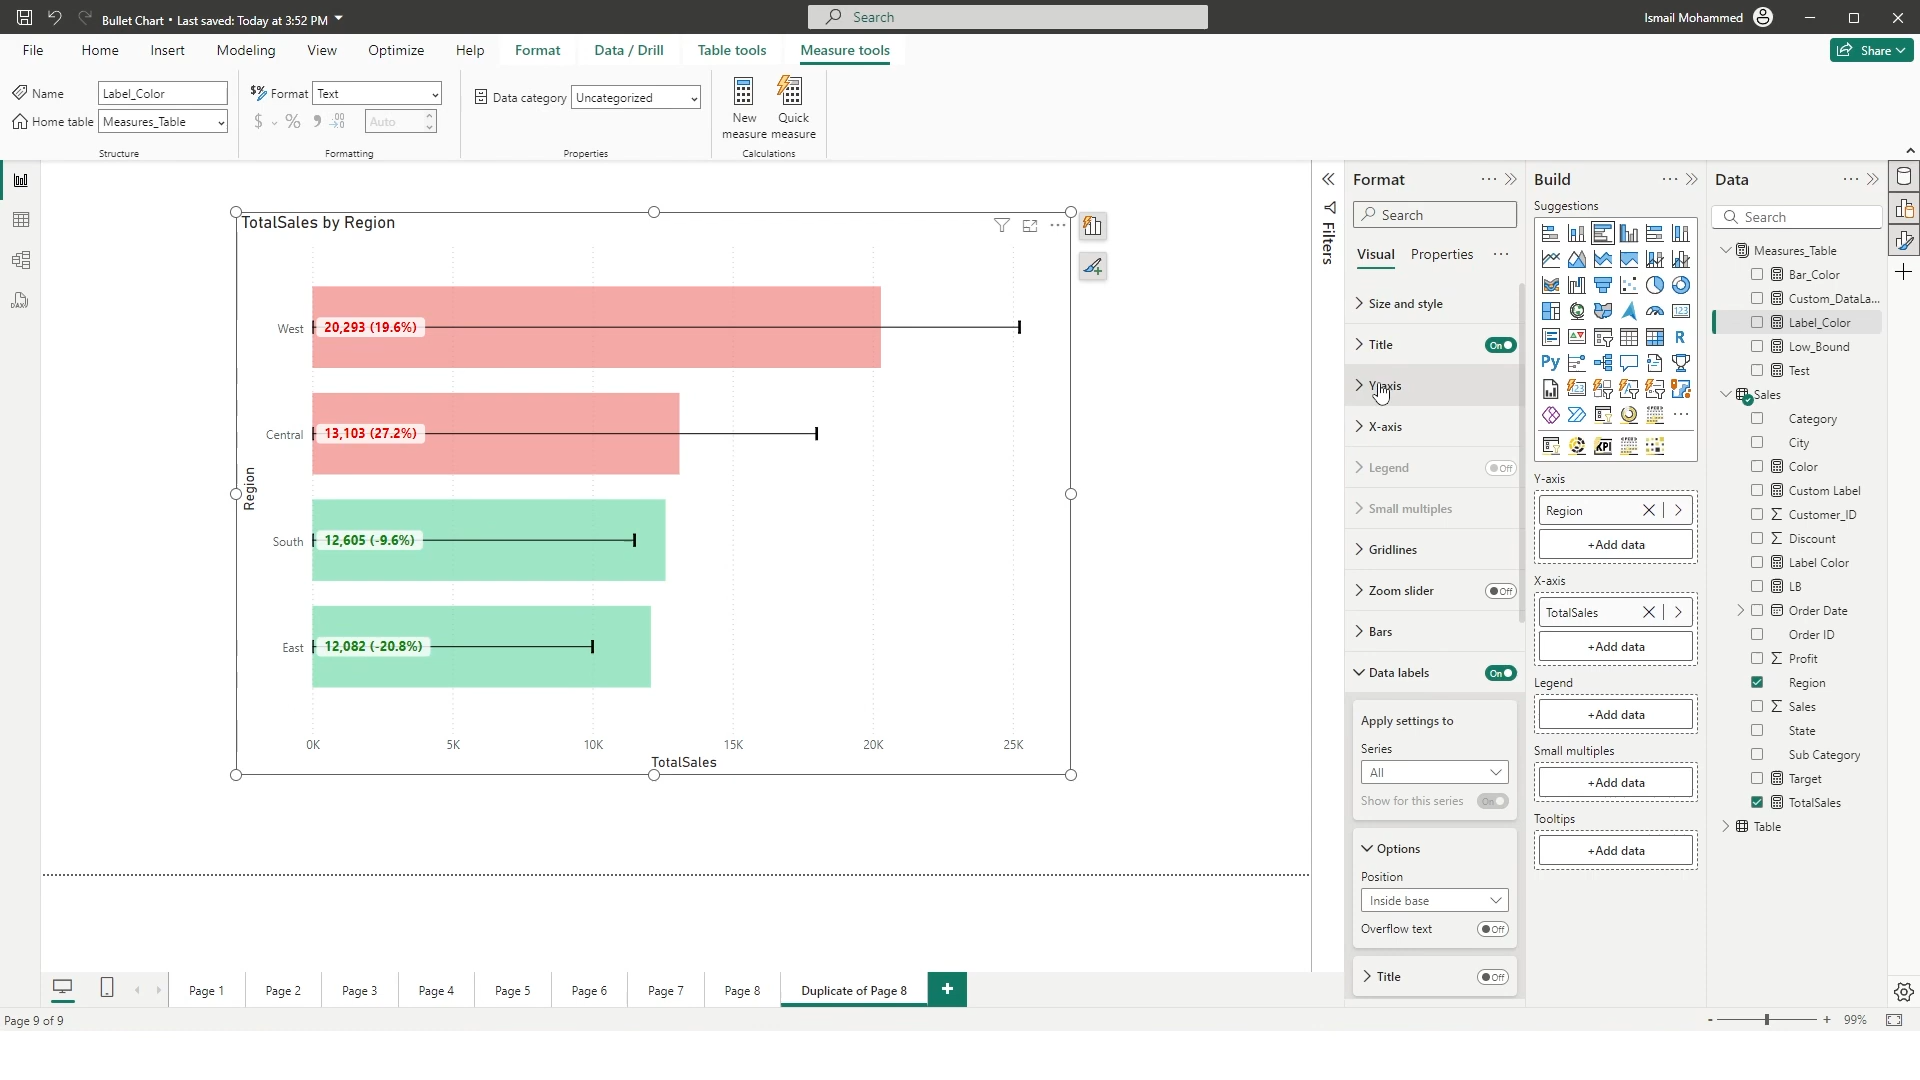 Bullet Chart • Last saved: Today at 3:52 PM
Search
Ismail Mohammed
File Home Insert Modeling View Optimize Help Format Data / Drill Table tools Measure tools
Share
Name Label_Color
Home table Measures_Table
Structure
$% Format Text
$ % 9 .00
Auto
Formatting
Data category Uncategorized
Properties
New measure
Quick measure
Calculations
TotalSales by Region
Region
West
20,293 (19.6%)
Central
13,103 (27.2%)
South
12,605 (-9.6%)
East
12,082 (-20.8%)
0K 5K 10K 15K 20K 25K
TotalSales
Filters
Format
Search
Visual Properties
Size and style
Title On
Y-axis
X-axis
Legend Off
Small multiples
Gridlines
Zoom slider Off
Bars
Data labels On
Apply settings to
Series
All
Show for this series On
Options
Position
Inside base
Overflow text Off
Title Off
Build
Suggestions
123
R
Py
KPI
Y-axis
Region
+Add data
X-axis
TotalSales
+Add data
Legend
+Add data
Small multiples
+Add data
Tooltips
+Add data
Data
Search
Measures_Table
Bar_Color
Custom_DataLa...
Label_Color
Low_Bound
Test
Sales
Category
City
Color
Custom Label
Customer_ID
Discount
Label Color
LB
Order Date
Order ID
Profit
Region
Sales
State
Sub Category
Target
TotalSales
Table
Page 1 Page 2 Page 3 Page 4 Page 5 Page 6 Page 7 Page 8 Duplicate of Page 8 +
Page 9 of 9
- + 99%